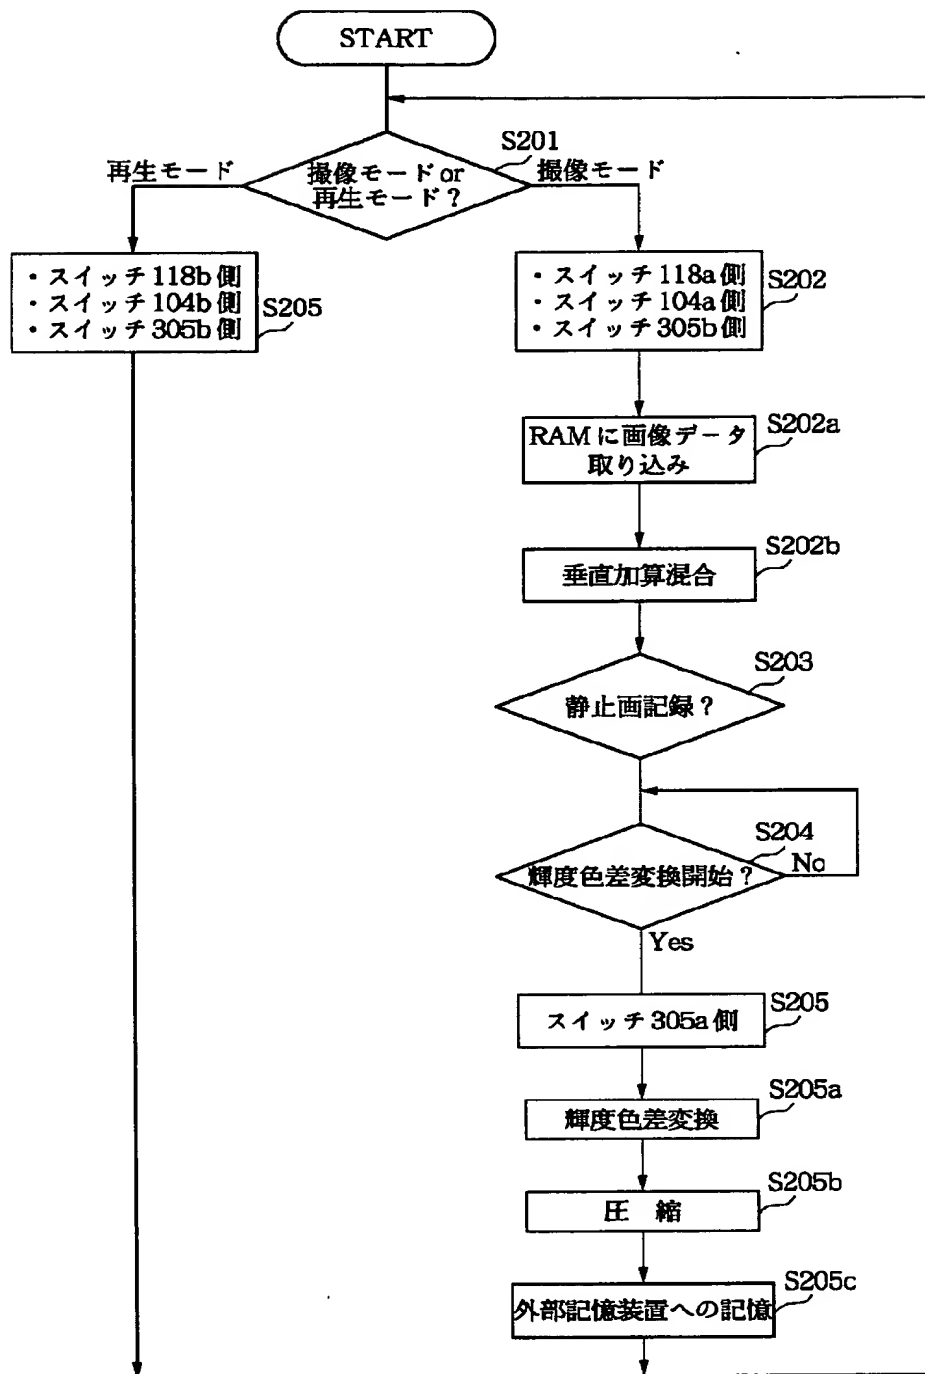 START
S201
再生モード
撮像モードor
再生モード？
撮像モード
・スイッチ118b側
・スイッチ104b側
・スイッチ305b側
S205
・スイッチ118a側
・スイッチ104a側
・スイッチ305b側
S202
RAMに画像データ
取り込み
S202a
垂直加算混合
S202b
静止画記録？
S203
輝度色差変換開始？
S204
No
Yes
スイッチ305a側
S205
輝度色差変換
S205a
圧　縮
S205b
外部記憶装置への記憶
S205c